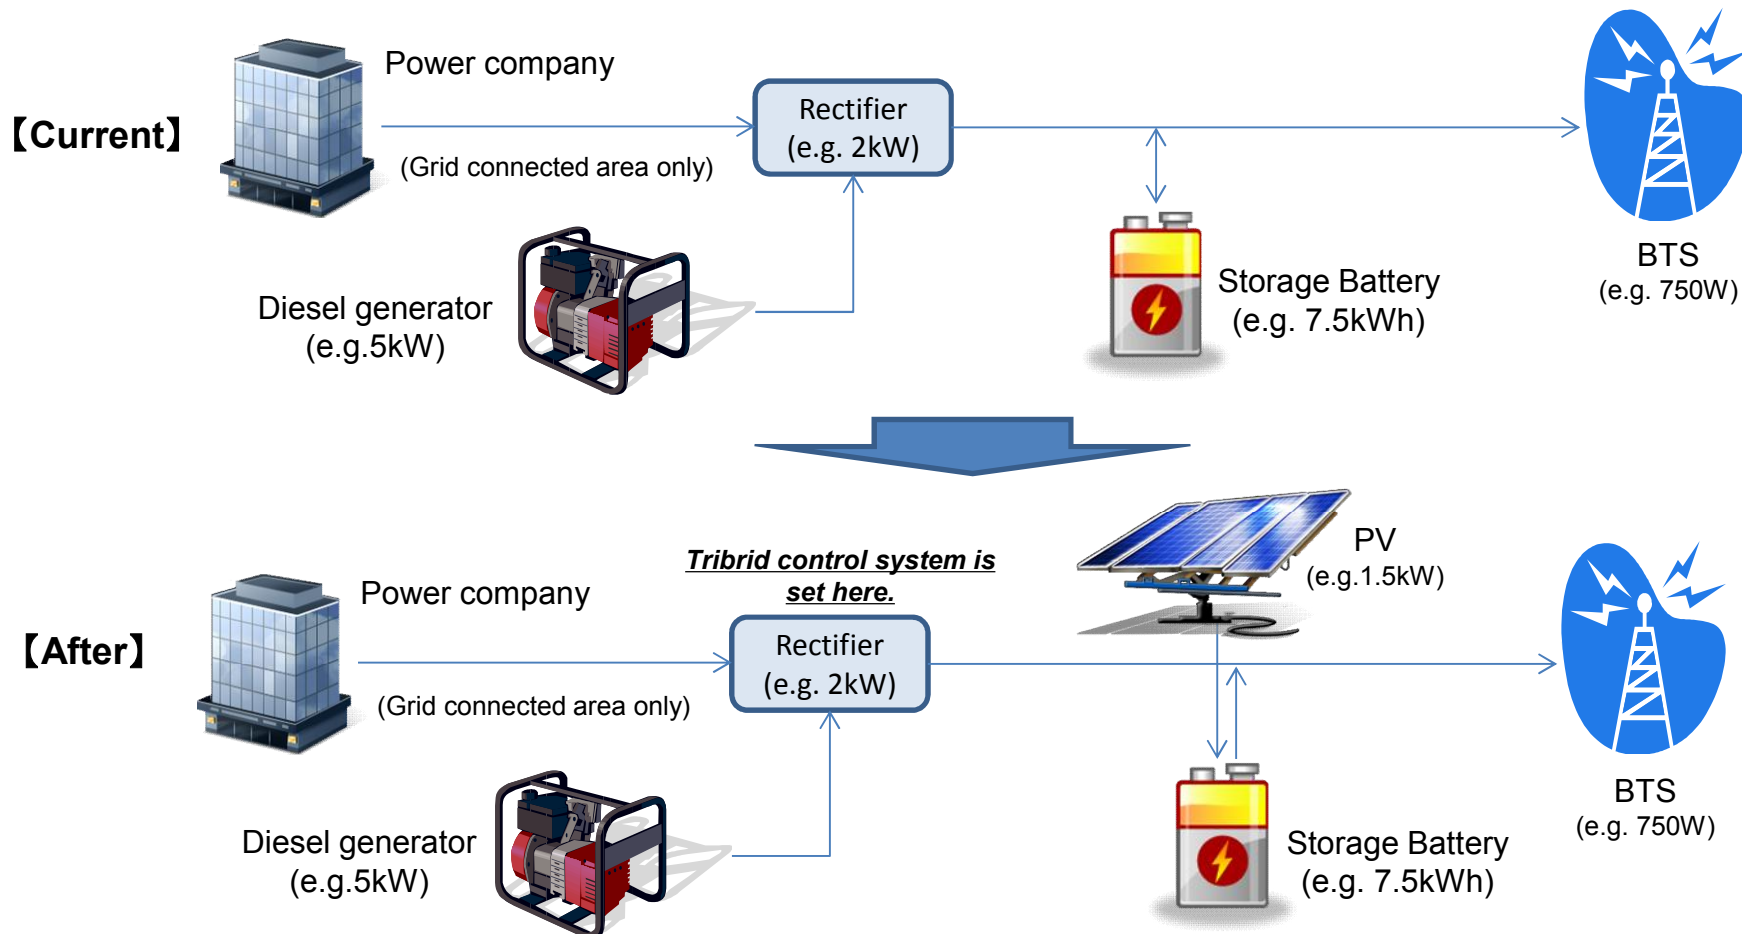 【Current】
Power company
(Grid connected area only)
Rectifier
(e.g. 2kW)
Diesel generator
(e.g.5kW)
Storage Battery
(e.g. 7.5kWh)
BTS
(e.g. 750W)
【After】
Power company
(Grid connected area only)
Tribrid control system is
set here.
Rectifier
(e.g. 2kW)
Diesel generator
(e.g.5kW)
PV
(e.g.1.5kW)
Storage Battery
(e.g. 7.5kWh)
BTS
(e.g. 750W)